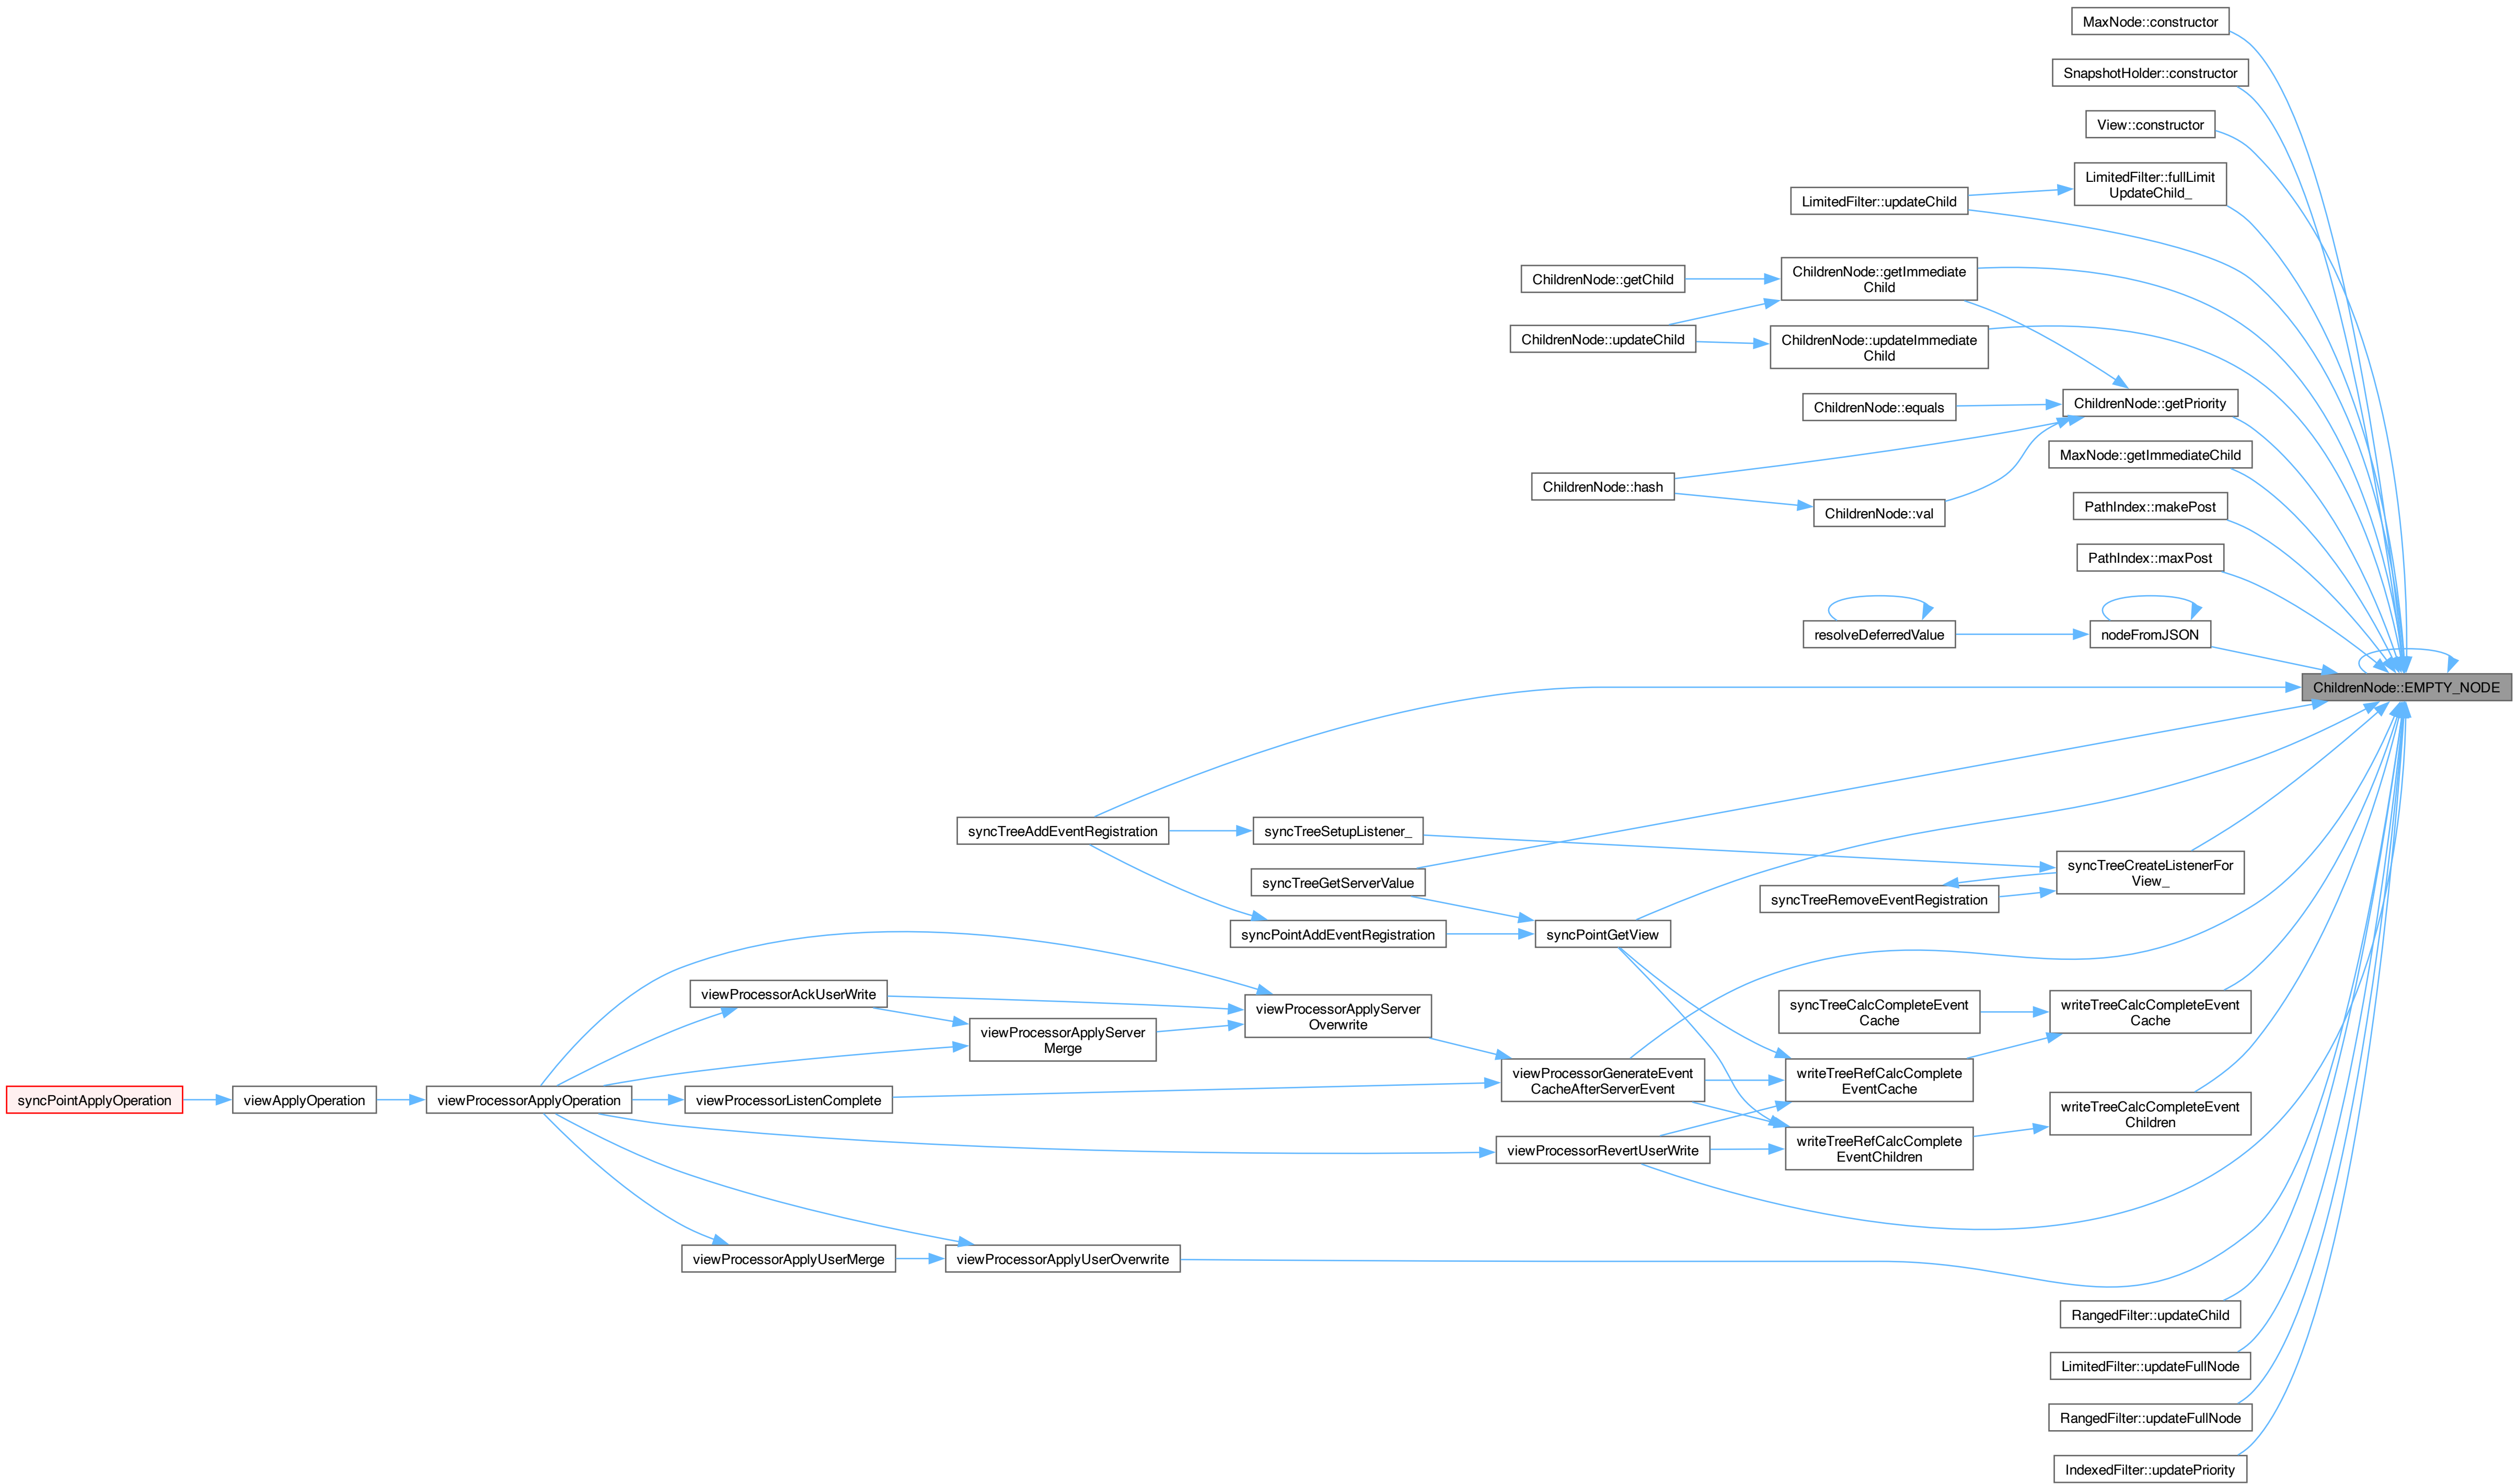 MaxNode::constructor
SnapshotHolder::constructor
View::constructor
LimitedFilter::fullLimit
UpdateChild_
LimitedFilter::updateChild
ChildrenNode::getImmediate
Child
ChildrenNode::getChild
ChildrenNode::updateChild
ChildrenNode::updateImmediate
Child
ChildrenNode::equals
ChildrenNode::getPriority
MaxNode::getImmediateChild
ChildrenNode::hash
ChildrenNode::val
PathIndex::makePost
PathIndex::maxPost
resolveDeferredValue
nodeFromJSON
ChildrenNode::EMPTY_NODE
syncTreeAddEventRegistration
syncTreeSetupListener_
syncTreeGetServerValue
syncTreeCreateListenerFor
View_
syncTreeRemoveEventRegistration
syncPointAddEventRegistration
syncPointGetView
viewProcessorAckUserWrite
viewProcessorApplyServer
Overwrite
syncTreeCalcCompleteEvent
Cache
writeTreeCalcCompleteEvent
Cache
viewProcessorApplyServer
Merge
viewProcessorGenerateEvent
CacheAfterServerEvent
writeTreeRefCalcComplete
EventCache
syncPointApplyOperation
viewApplyOperation
viewProcessorApplyOperation
viewProcessorListenComplete
writeTreeCalcCompleteEvent
Children
viewProcessorRevertUserWrite
writeTreeRefCalcComplete
EventChildren
viewProcessorApplyUserMerge
viewProcessorApplyUserOverwrite
RangedFilter::updateChild
LimitedFilter::updateFullNode
RangedFilter::updateFullNode
IndexedFilter::updatePriority